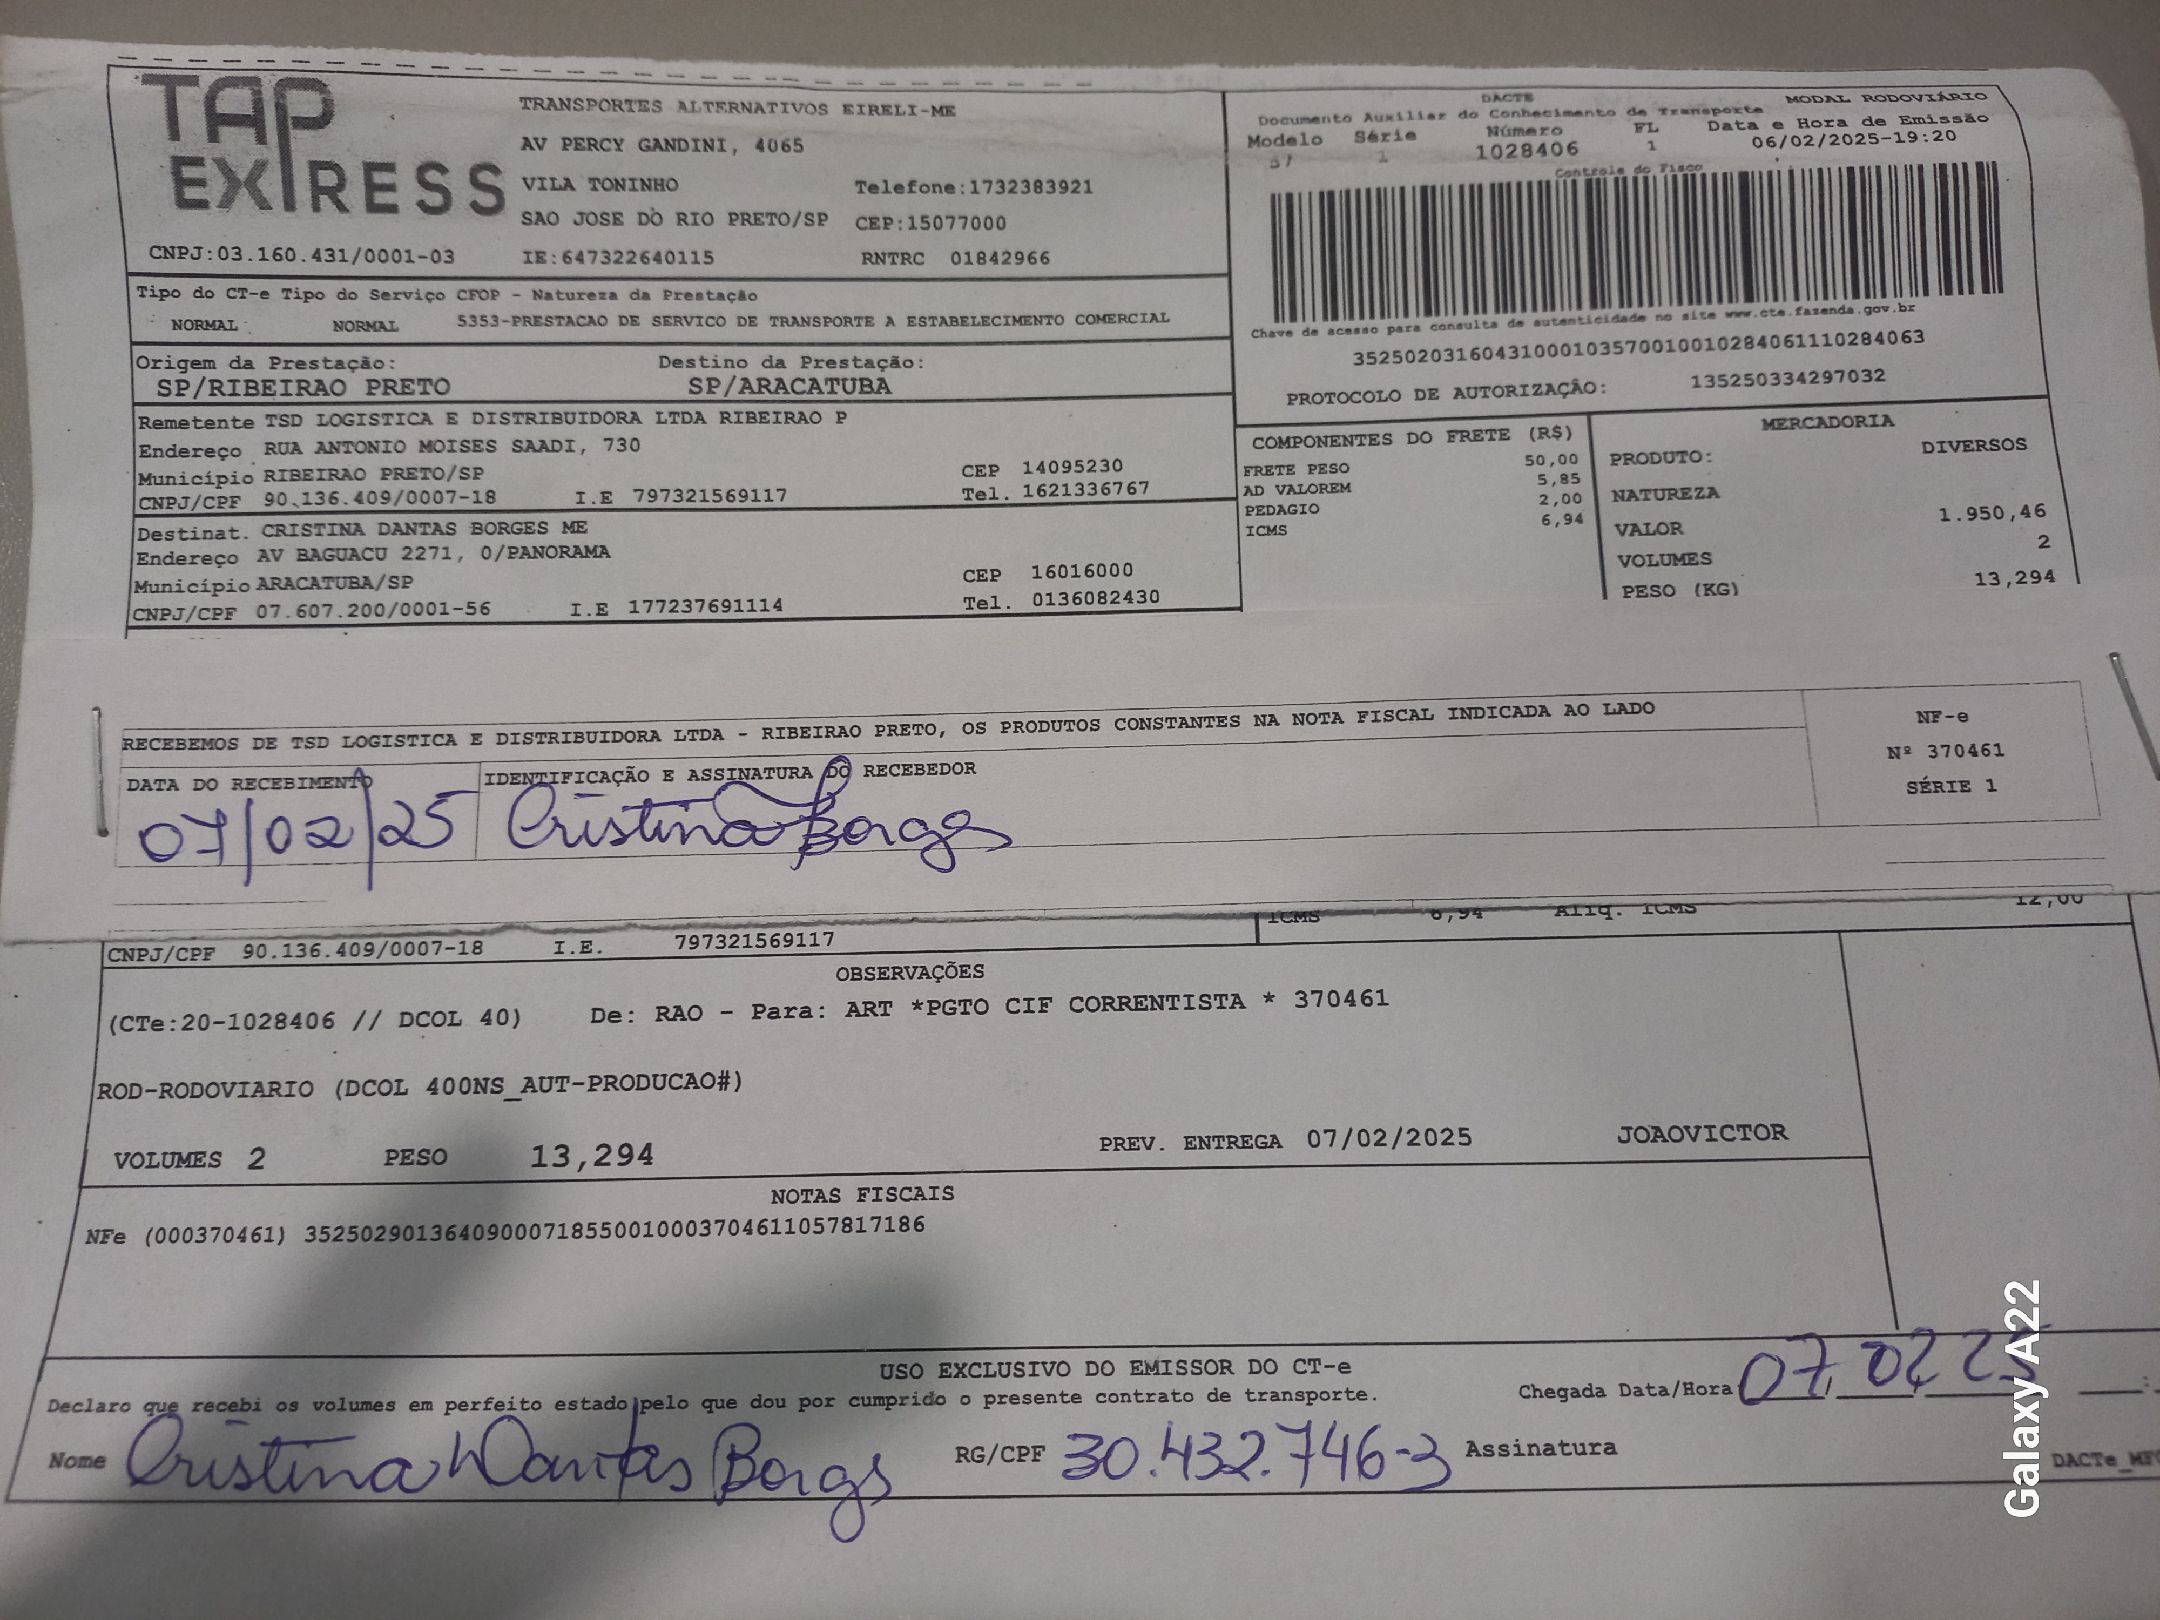 TAP
EXPRESS
TRANSPORTES ALTERNATIVOS EIRELI-ME
AV PERCY GANDINI, 4065
VILA TONINHO Telefone:1732383921
SAO JOSE DO RIO PRETO/SP CEP:15077000
CNPJ:03.160.431/0001-03 IE:647322640115 RNTRC 01842966
DACTE MODAL RODOVIÁRIO
Documento Auxiliar do Conhecimento de Transporte
Modelo Série Número FL Data e Hora de Emissão
57 1 1028406 1 06/02/2025-19:20
Controle do Fisco
Chave de acesso para consulta de autenticidade no site www.cte.fazenda.gov.br
35250203160431000103570010010284061110284063
PROTOCOLO DE AUTORIZAÇÃO: 135250334297032
Tipo do CT-e Tipo do Serviço CFOP - Natureza da Prestação
NORMAL NORMAL 5353-PRESTACAO DE SERVICO DE TRANSPORTE A ESTABELECIMENTO COMERCIAL
Origem da Prestação: Destino da Prestação:
SP/RIBEIRAO PRETO SP/ARACATUBA
Remetente TSD LOGISTICA E DISTRIBUIDORA LTDA RIBEIRAO P
Endereço RUA ANTONIO MOISES SAADI, 730
Município RIBEIRAO PRETO/SP CEP 14095230
CNPJ/CPF 90.136.409/0007-18 I.E 797321569117 Tel. 1621336767
Destinat. CRISTINA DANTAS BORGES ME
Endereço AV BAGUACU 2271, 0/PANORAMA
Município ARACATUBA/SP CEP 16016000
CNPJ/CPF 07.607.200/0001-56 I.E 177237691114 Tel. 0136082430
COMPONENTES DO FRETE (R$)
FRETE PESO 50,00
AD VALOREM 5,85
PEDAGIO 2,00
ICMS 6,94
MERCADORIA
PRODUTO: DIVERSOS
NATUREZA
VALOR 1.950,46
VOLUMES 2
PESO (KG) 13,294
RECEBEMOS DE TSD LOGISTICA E DISTRIBUIDORA LTDA - RIBEIRAO PRETO, OS PRODUTOS CONSTANTES NA NOTA FISCAL INDICADA AO LADO
NF-e
Nº 370461
SÉRIE 1
DATA DO RECEBIMENTO IDENTIFICAÇÃO E ASSINATURA DO RECEBEDOR
07/02/25 Cristina Borges
ICMS 6,94 Aliq. ICMS 12,00
CNPJ/CPF 90.136.409/0007-18 I.E. 797321569117
OBSERVAÇÕES
(CTe:20-1028406 // DCOL 40) De: RAO - Para: ART *PGTO CIF CORRENTISTA * 370461
ROD-RODOVIARIO (DCOL 400NS_AUT-PRODUCAO#)
VOLUMES 2 PESO 13,294 PREV. ENTREGA 07/02/2025 JOAOVICTOR
NOTAS FISCAIS
NFe (000370461) 35250290136409000718550010003704611057817186
USO EXCLUSIVO DO EMISSOR DO CT-e
Declaro que recebi os volumes em perfeito estado pelo que dou por cumprido o presente contrato de transporte. Chegada Data/Hora 07 02 25
Nome Cristina Dantas Borges RG/CPF 30.432.746-3 Assinatura
Galaxy A22